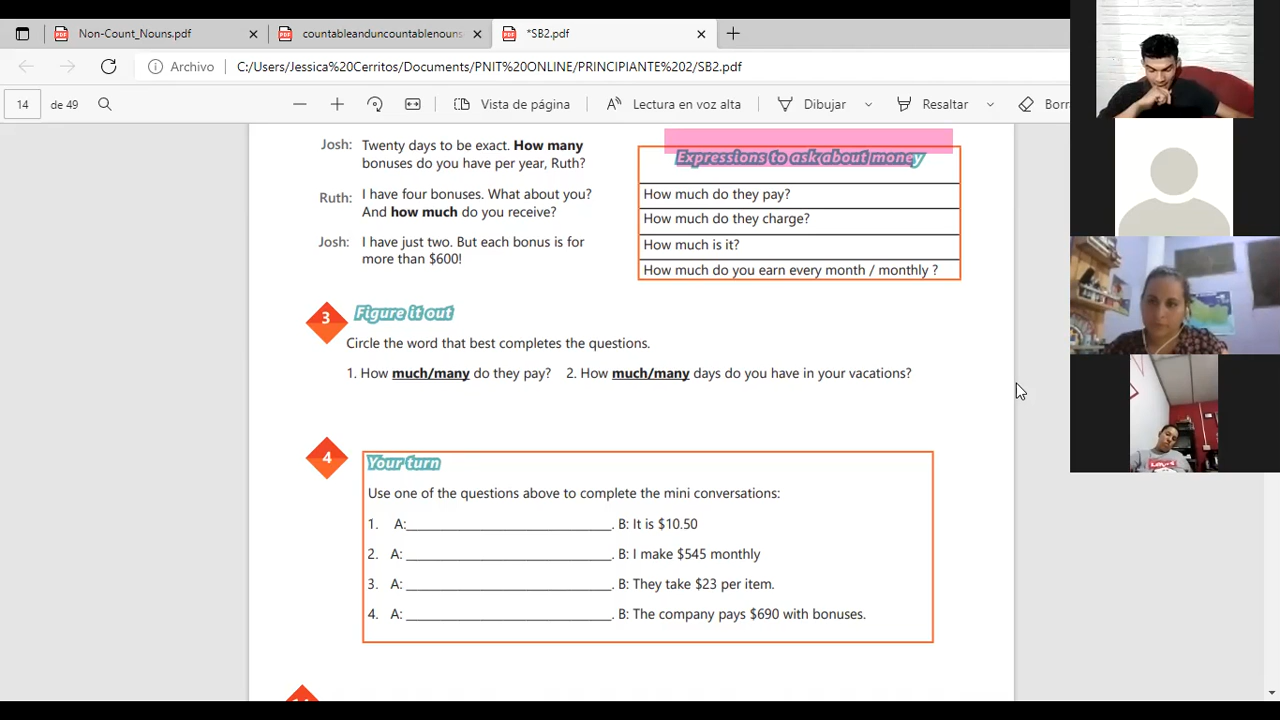 Non-Count_Nouns.pdf
countableanduncountab
pdf
Archivo
/Users/Jessie%20Cerrit
PRINCIPIANTE%202/SB2.pdf
14 de 49
Vista de página
Lectura en voz alta
Dibujar
Resaltar
Borr
Josh: Twenty days to be exact. How many
bonuses do you have per year, Ruth?
Ruth: I have four bonuses. What about you?
And how much do you receive?
Josh: I have just two. But each bonus is for
more than $600!
Expressions to ask about money
How much do they pay?
How much do they charge?
How much is it?
How much do you earn every month / monthly ?
3 Figure it out
Circle the word that best completes the questions.
1. How much/many do they pay? 2. How much/many days do you have in your vacations?
4 Your turn
Use one of the questions above to complete the mini conversations:
1. A:____________________________. B: It is $10.50
2. A: ____________________________. B: I make $545 monthly
3. A: ____________________________. B: They take $23 per item.
4. A: ____________________________. B: The company pays $690 with bonuses.